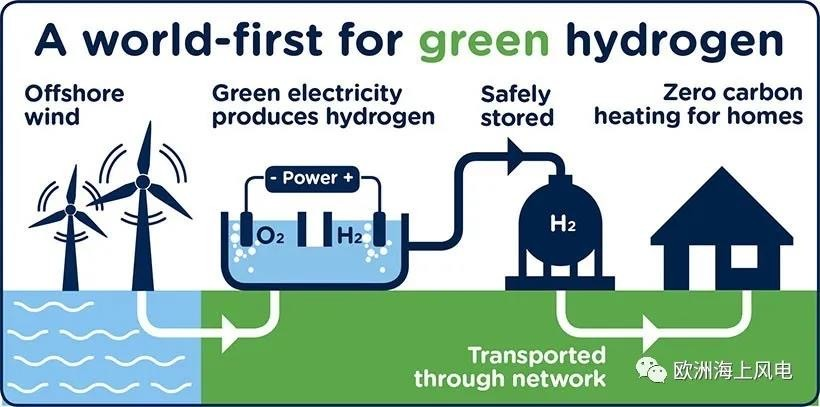 A world-first for green hydrogen
Offshore
wind
Green electricity
produces hydrogen
Safely
stored
Zero carbon
heating for homes
- Power +
O₂
H₂
H₂
Transported
through network
欧洲海上风电